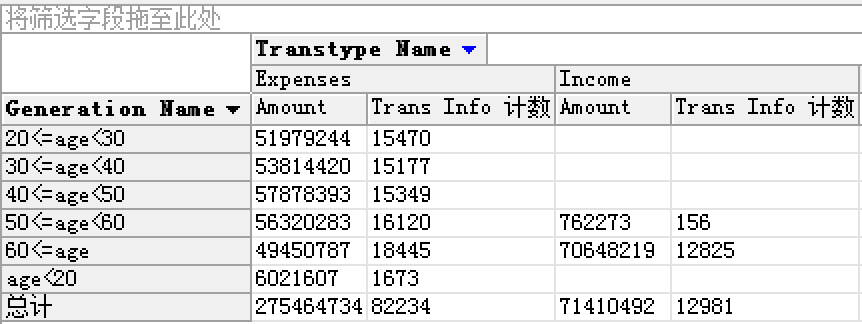 将筛选字段拖至此处
Transtype Name
Expenses Income
Generation Name Amount Trans Info 计数 Amount Trans Info 计数
20<=age<30 51979244 15470
30<=age<40 53814420 15177
40<=age<50 57878393 15349
50<=age<60 56320283 16120 762273 156
60<=age 49450787 18445 70648219 12825
age<20 6021607 1673
总计 275464734 82234 71410492 12981